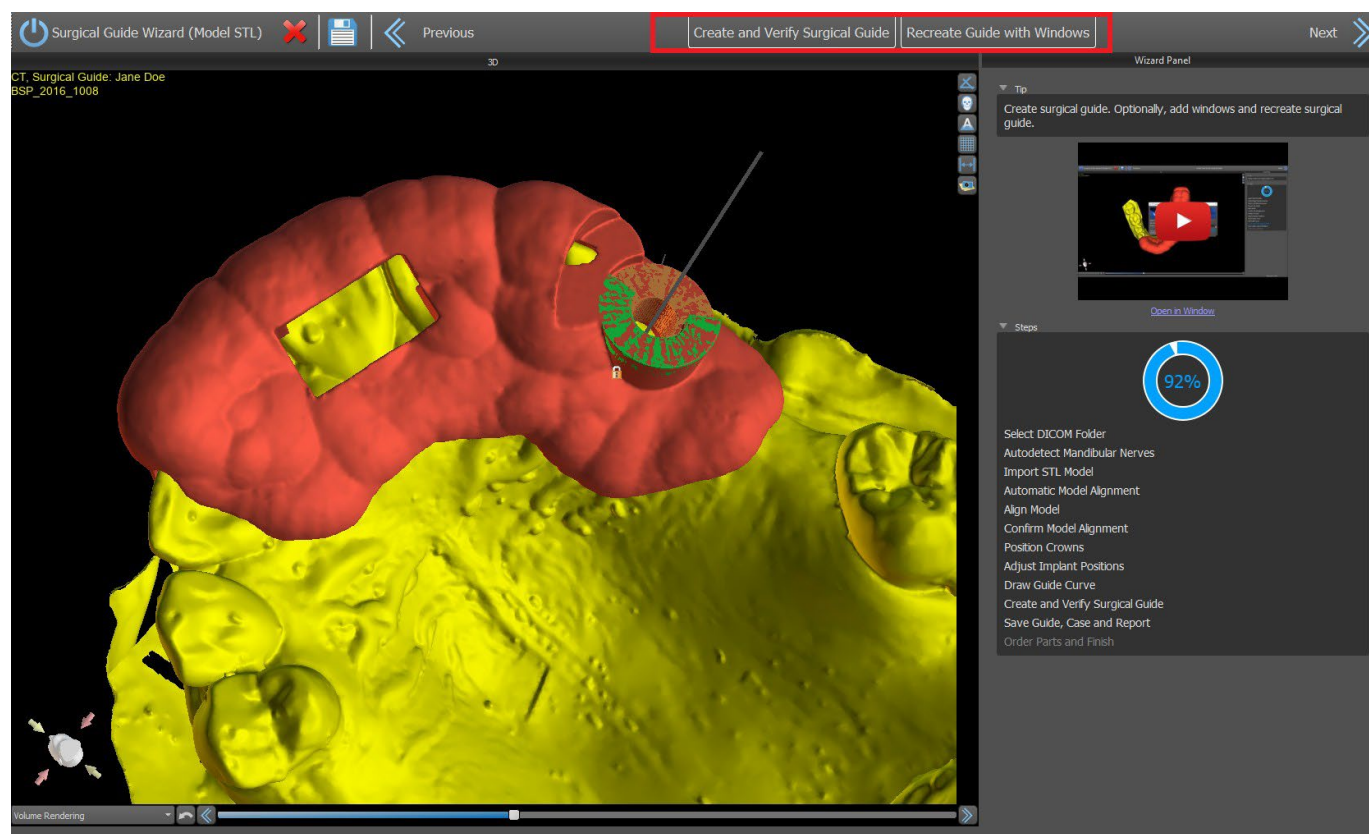 Surgical Guide Wizard (Model STL)
Previous
Create and Verify Surgical Guide
Recreate Guide with Windows
Next
3D
Wizard Panel
CT, Surgical Guide: Jane Doe
BSP_2016_1008
Tip
Create surgical guide. Optionally, add windows and recreate surgical
guide.
Open in Window
Steps
92%
Select DICOM Folder
Autodetect Mandibular Nerves
Import STL Model
Automatic Model Alignment
Align Model
Confirm Model Alignment
Position Crowns
Adjust Implant Positions
Draw Guide Curve
Create and Verify Surgical Guide
Save Guide, Case and Report
Order Parts and Finish
Volume Rendering